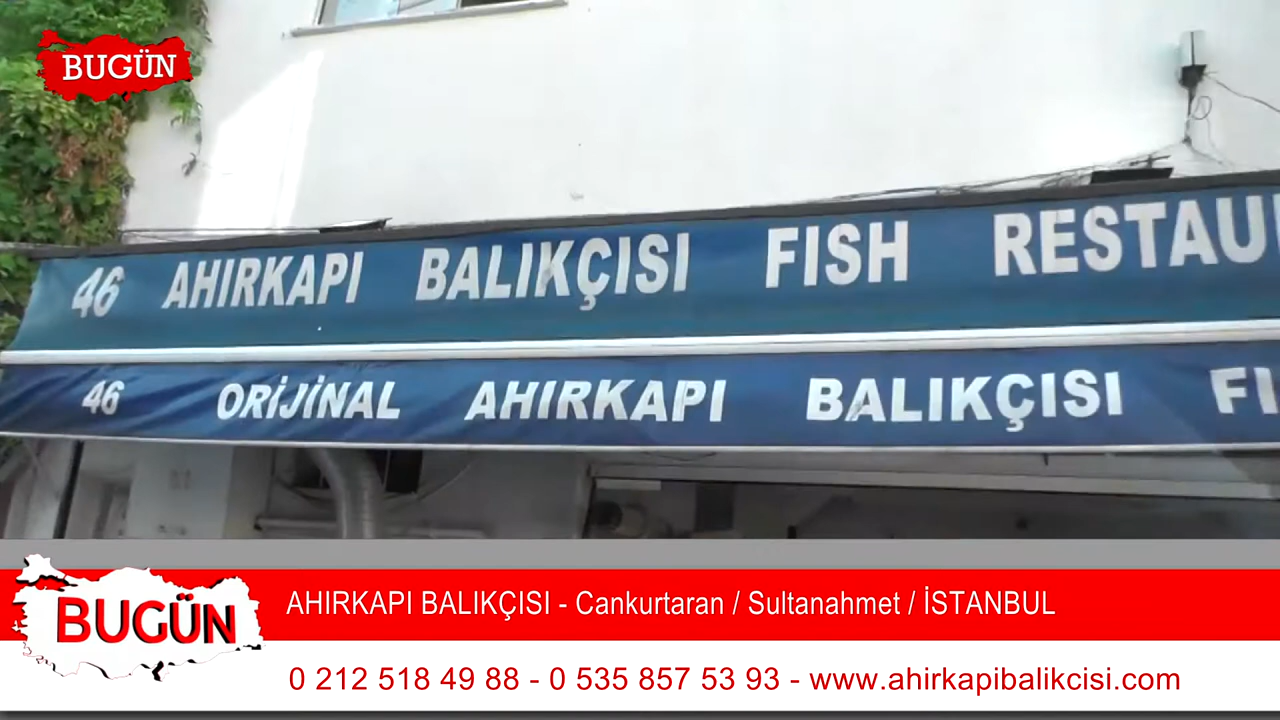 BUGÜN
46 AHIRKAPI BALIKÇISI FISH RESTAU
46 ORİJİNAL AHIRKAPI BALIKÇISI FI
BUGÜN
AHIRKAPI BALIKÇISI - Cankurtaran / Sultanahmet / İSTANBUL
0 212 518 49 88 - 0 535 857 53 93 - www.ahirkapibalikcisi.com